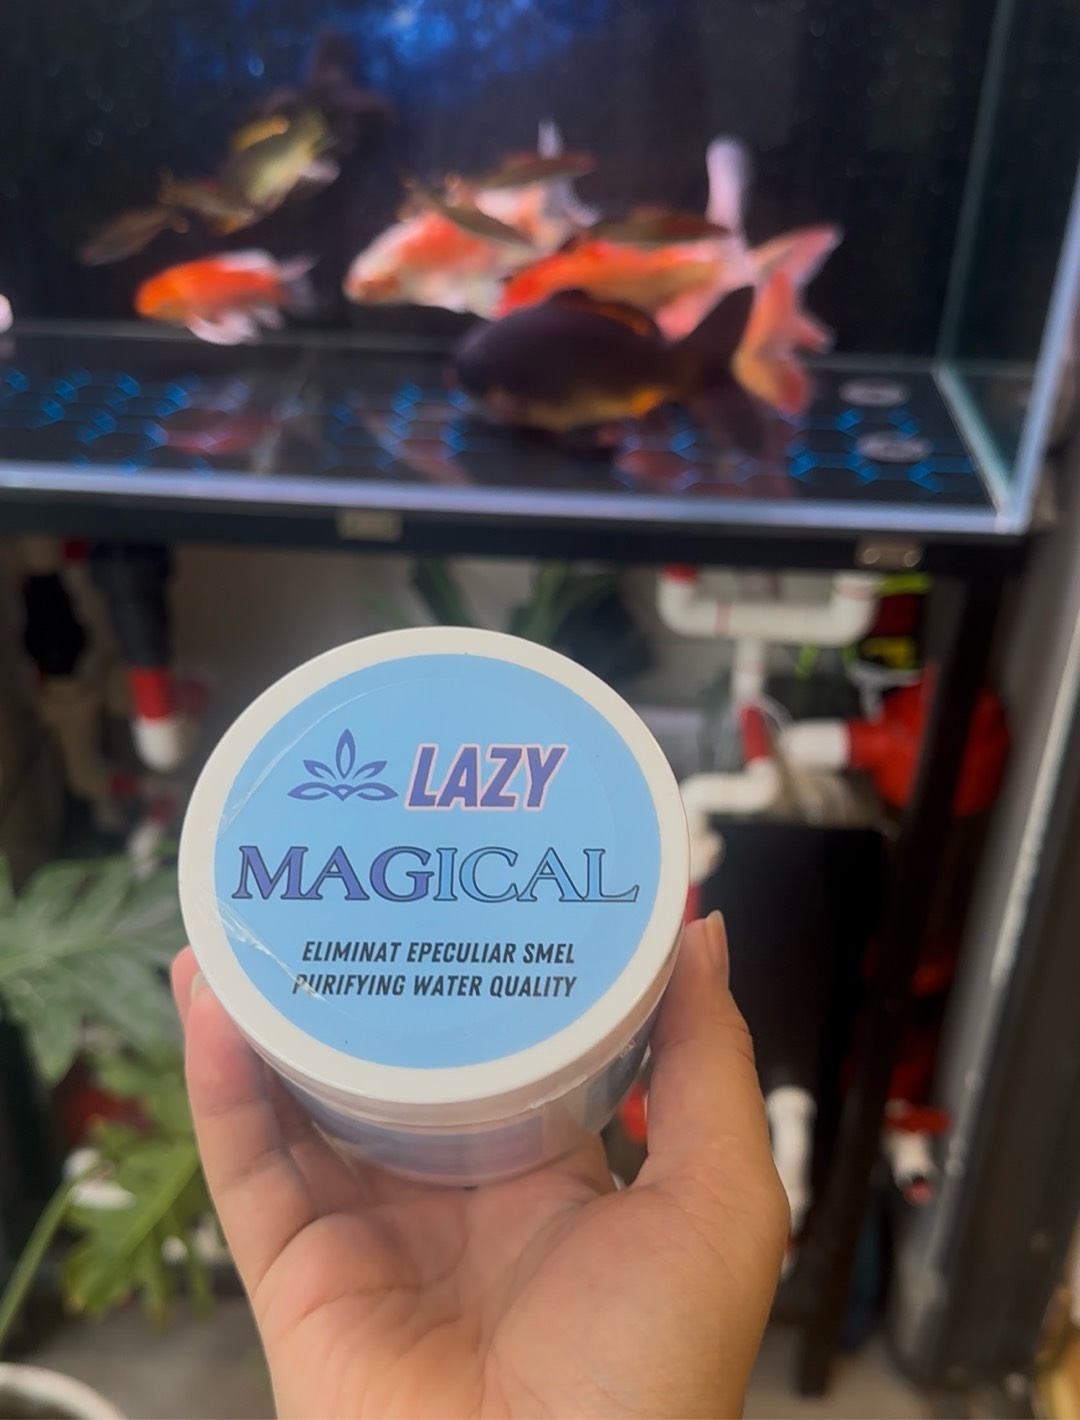 LAZY
MAGICAL
ELIMINAT EPECULIAR SMEL
PURIFYING WATER QUALITY